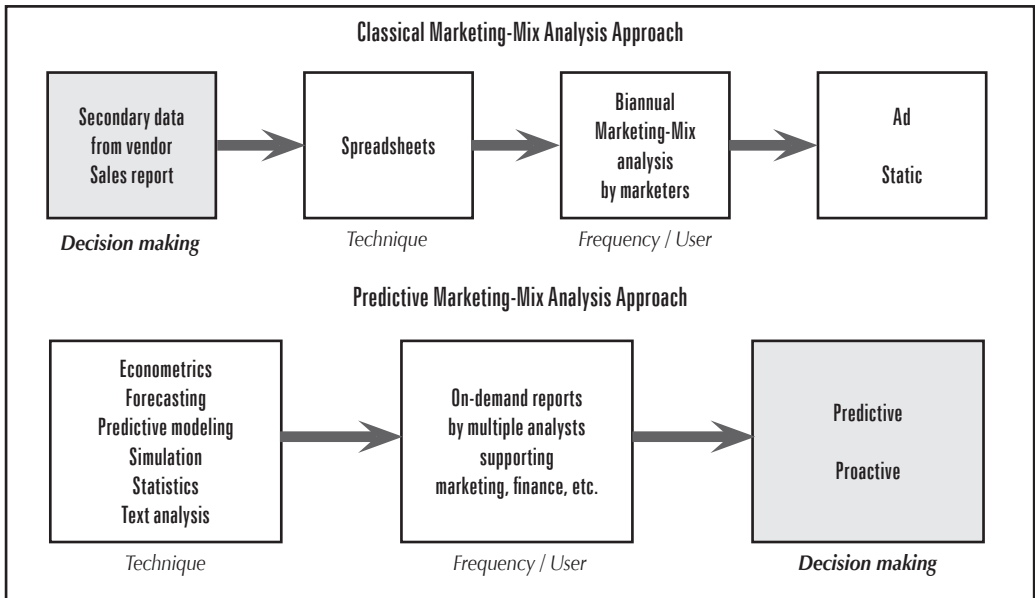 Classical Marketing-Mix Analysis Approach
Secondary data
from vendor
Sales report
Decision making
Spreadsheets
Technique
Biannual
Marketing-Mix
analysis
by marketers
Frequency / User
Ad
Static
Predictive Marketing-Mix Analysis Approach
Econometrics
Forecasting
Predictive modeling
Simulation
Statistics
Text analysis
Technique
On-demand reports
by multiple analysts
supporting
marketing, finance, etc.
Frequency / User
Predictive
Proactive
Decision making